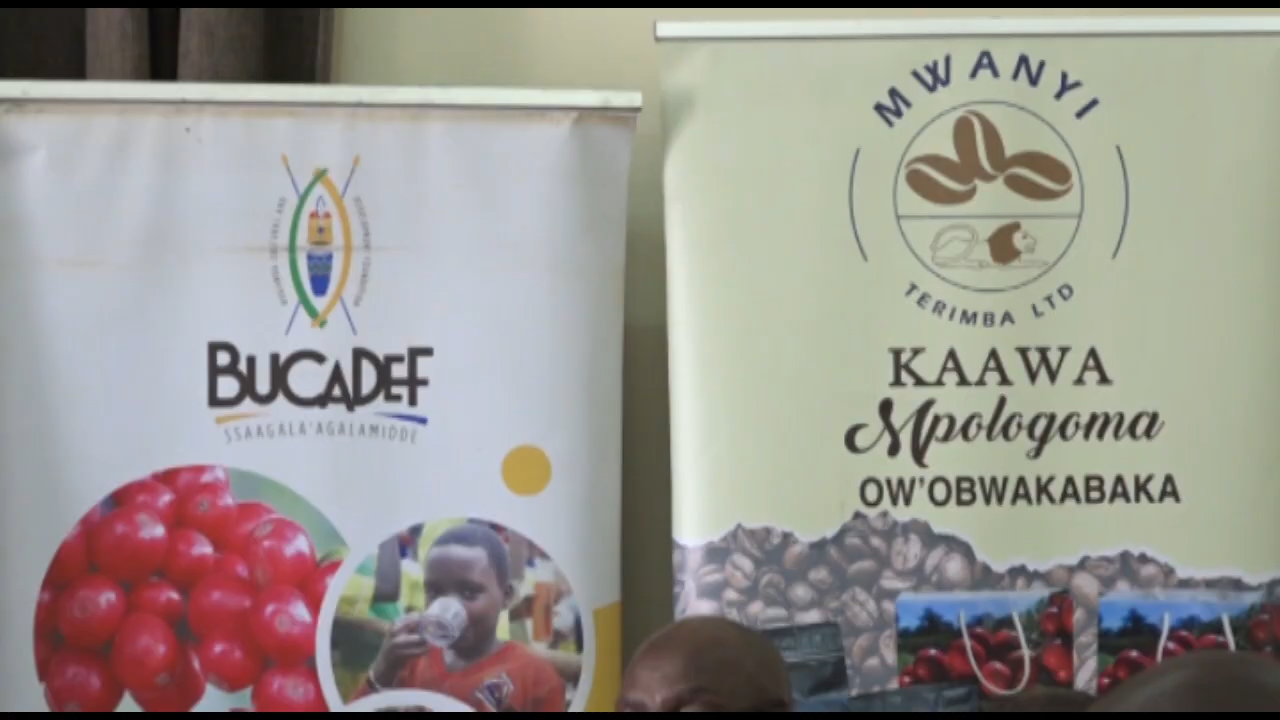 BUCADEF
SSAAGALA'AGALAMIDDE
MWANYI
TERIMBA LTD
KAAWA
Mpologoma
OW'OBWAKABAKA